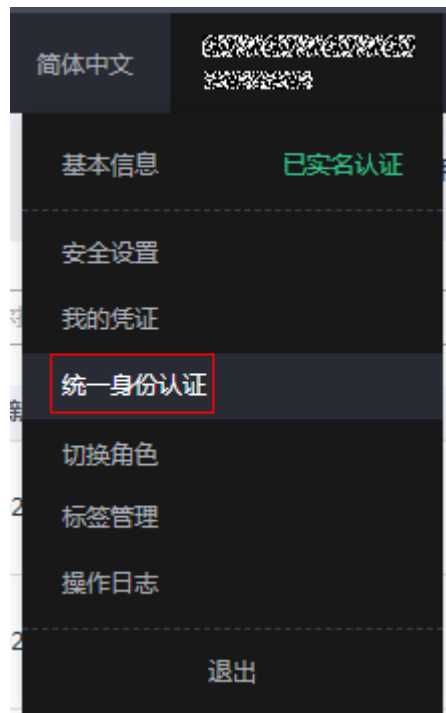 简体中文
基本信息
已实名认证
安全设置
我的凭证
统一身份认证
切换角色
标签管理
操作日志
退出